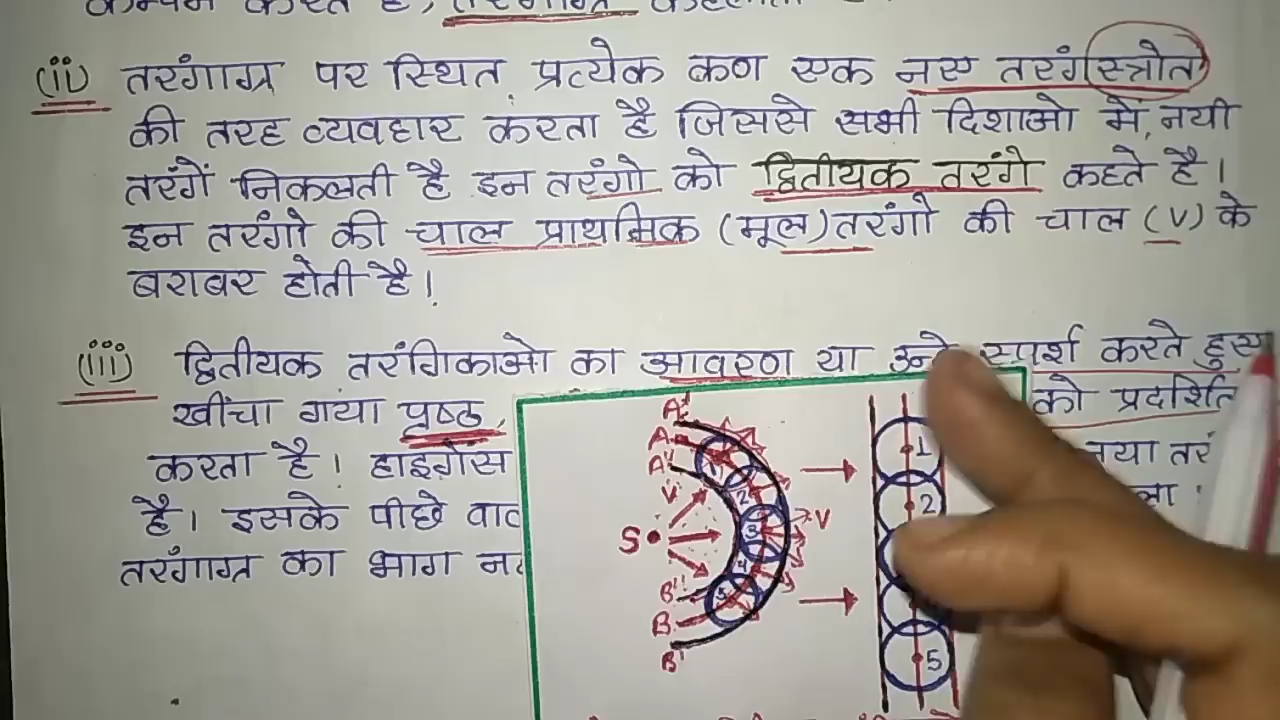 तरंगाग्र
(ii) तरंगाग्र पर स्थित प्रत्येक कण एक नए तरंग स्त्रोत
की तरह व्यवहार करता है जिससे सभी दिशाओ में, नयी
तरंगें निकलती है इन तरंगो को द्वितीयक तरंगे कहते है।
इन तरंगो की चाल प्राथमिक (मूल) तरंगो की चाल (v) के
बराबर होती है।
(iii) द्वितीयक तरंगिकाओ का आवरण या उन्हे स्पर्श करते हुए
खींचा गया पृष्ठ, को प्रदर्शित
करता है। हाइगेंस नया तरं
है। इसके पीछे वाल ला
तरंगाग्र का भाग न
A'
A
A"
V
S
B"
B
B'
1
2
3
4
5
V
1
2
5